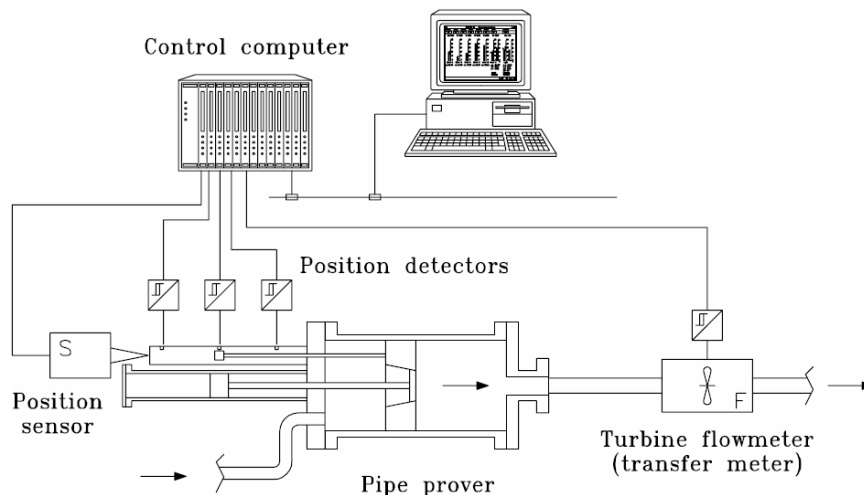 Control computer
Position detectors
S
Position
sensor
F
Turbine flowmeter
(transfer meter)
Pipe prover